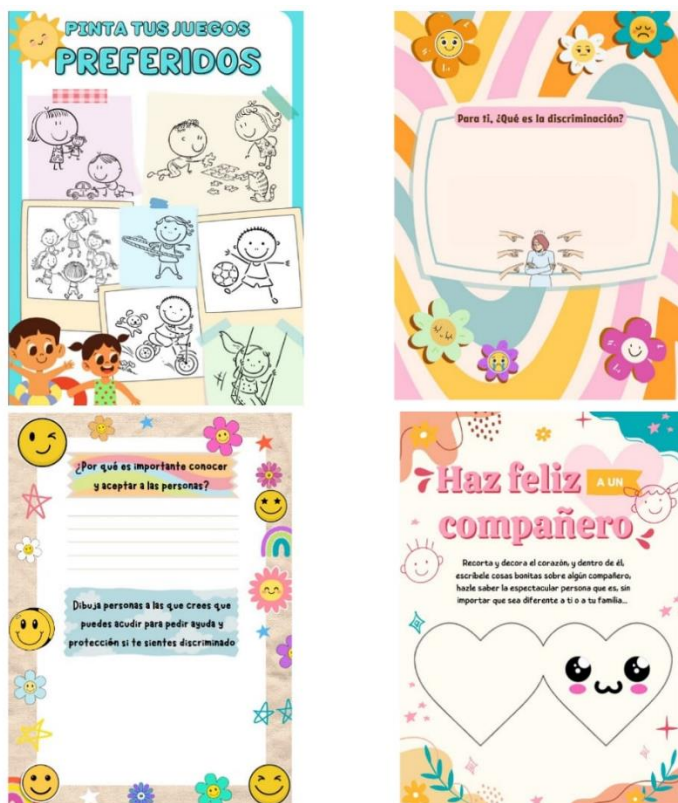 PINTA TUS JUEGOS
PREFERIDOS
Para ti, ¿Qué es la discriminación?
¿Por qué es importante conocer
y aceptar a las personas?
Dibuja personas a las que crees que
puedes acudir para pedir ayuda y
protección si te sientes discriminado
Haz feliz A UN
compañero
Recorta y decora el corazón, y dentro de él,
escríbele cosas bonitas sobre algún compañero,
hazle saber la espectacular persona que es, sin
importar que sea diferente a ti o a tu familia...